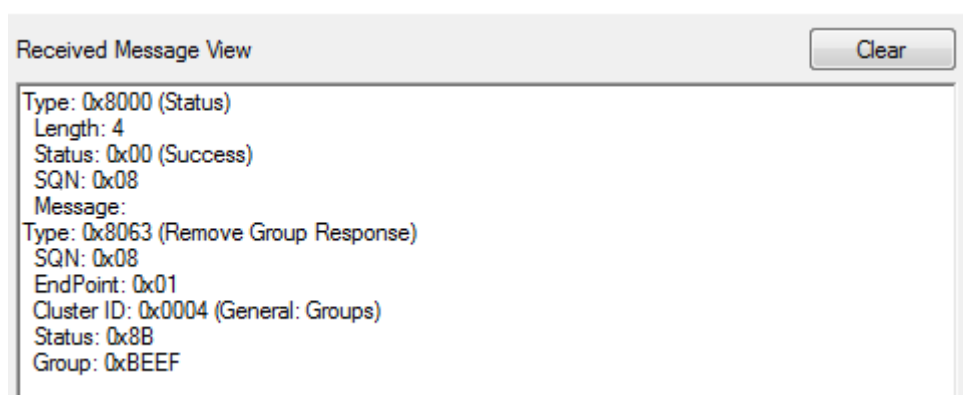 Received Message View
Clear
Type: 0x8000 (Status)
Length: 4
Status: 0x00 (Success)
SQN: 0x08
Message:
Type: 0x8063 (Remove Group Response)
SQN: 0x08
EndPoint: 0x01
Cluster ID: 0x0004 (General: Groups)
Status: 0x8B
Group: 0xBEEF